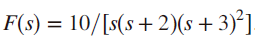 F(s) = 10/[s(s + 2)(s + 3)²]